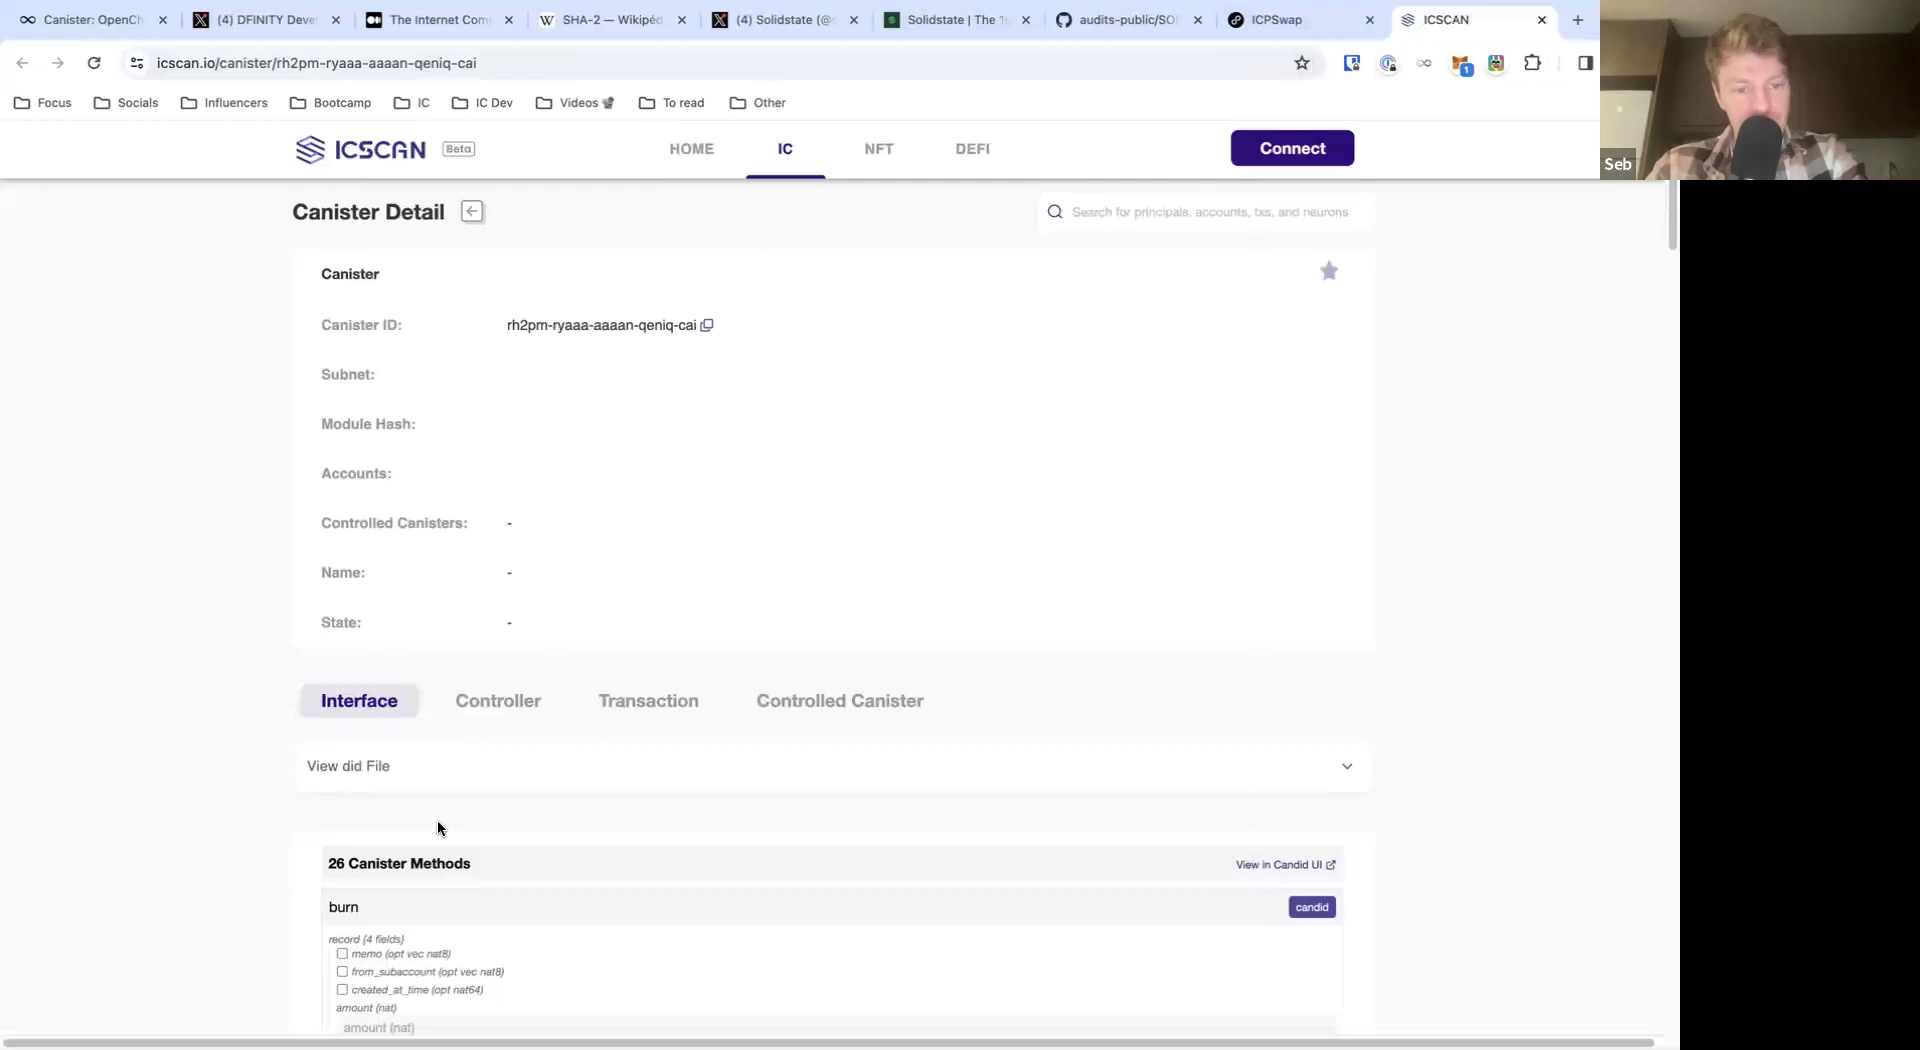 Canister: OpenCh
(4) DFINITY Deve
The Internet Com
SHA-2 — Wikipéd
(4) Solidstate (@s
Solidstate | The 1s
audits-public/SOI
ICPSwap
ICSCAN
icscan.io/canister/rh2pm-ryaaa-aaaan-qeniq-cai
1
Focus
Socials
Influencers
Bootcamp
IC
IC Dev
Videos
To read
Other
Seb
ICSCAN
Beta
HOME
IC
NFT
DEFI
Connect
Canister Detail
Search for principals, accounts, txs, and neurons
Canister
Canister ID: rh2pm-ryaaa-aaaan-qeniq-cai
Subnet:
Module Hash:
Accounts:
Controlled Canisters: -
Name: -
State: -
Interface
Controller
Transaction
Controlled Canister
View did File
26 Canister Methods
View in Candid UI
burn
candid
record (4 fields)
memo (opt vec nat8)
from_subaccount (opt vec nat8)
created_at_time (opt nat64)
amount (nat)
amount (nat)